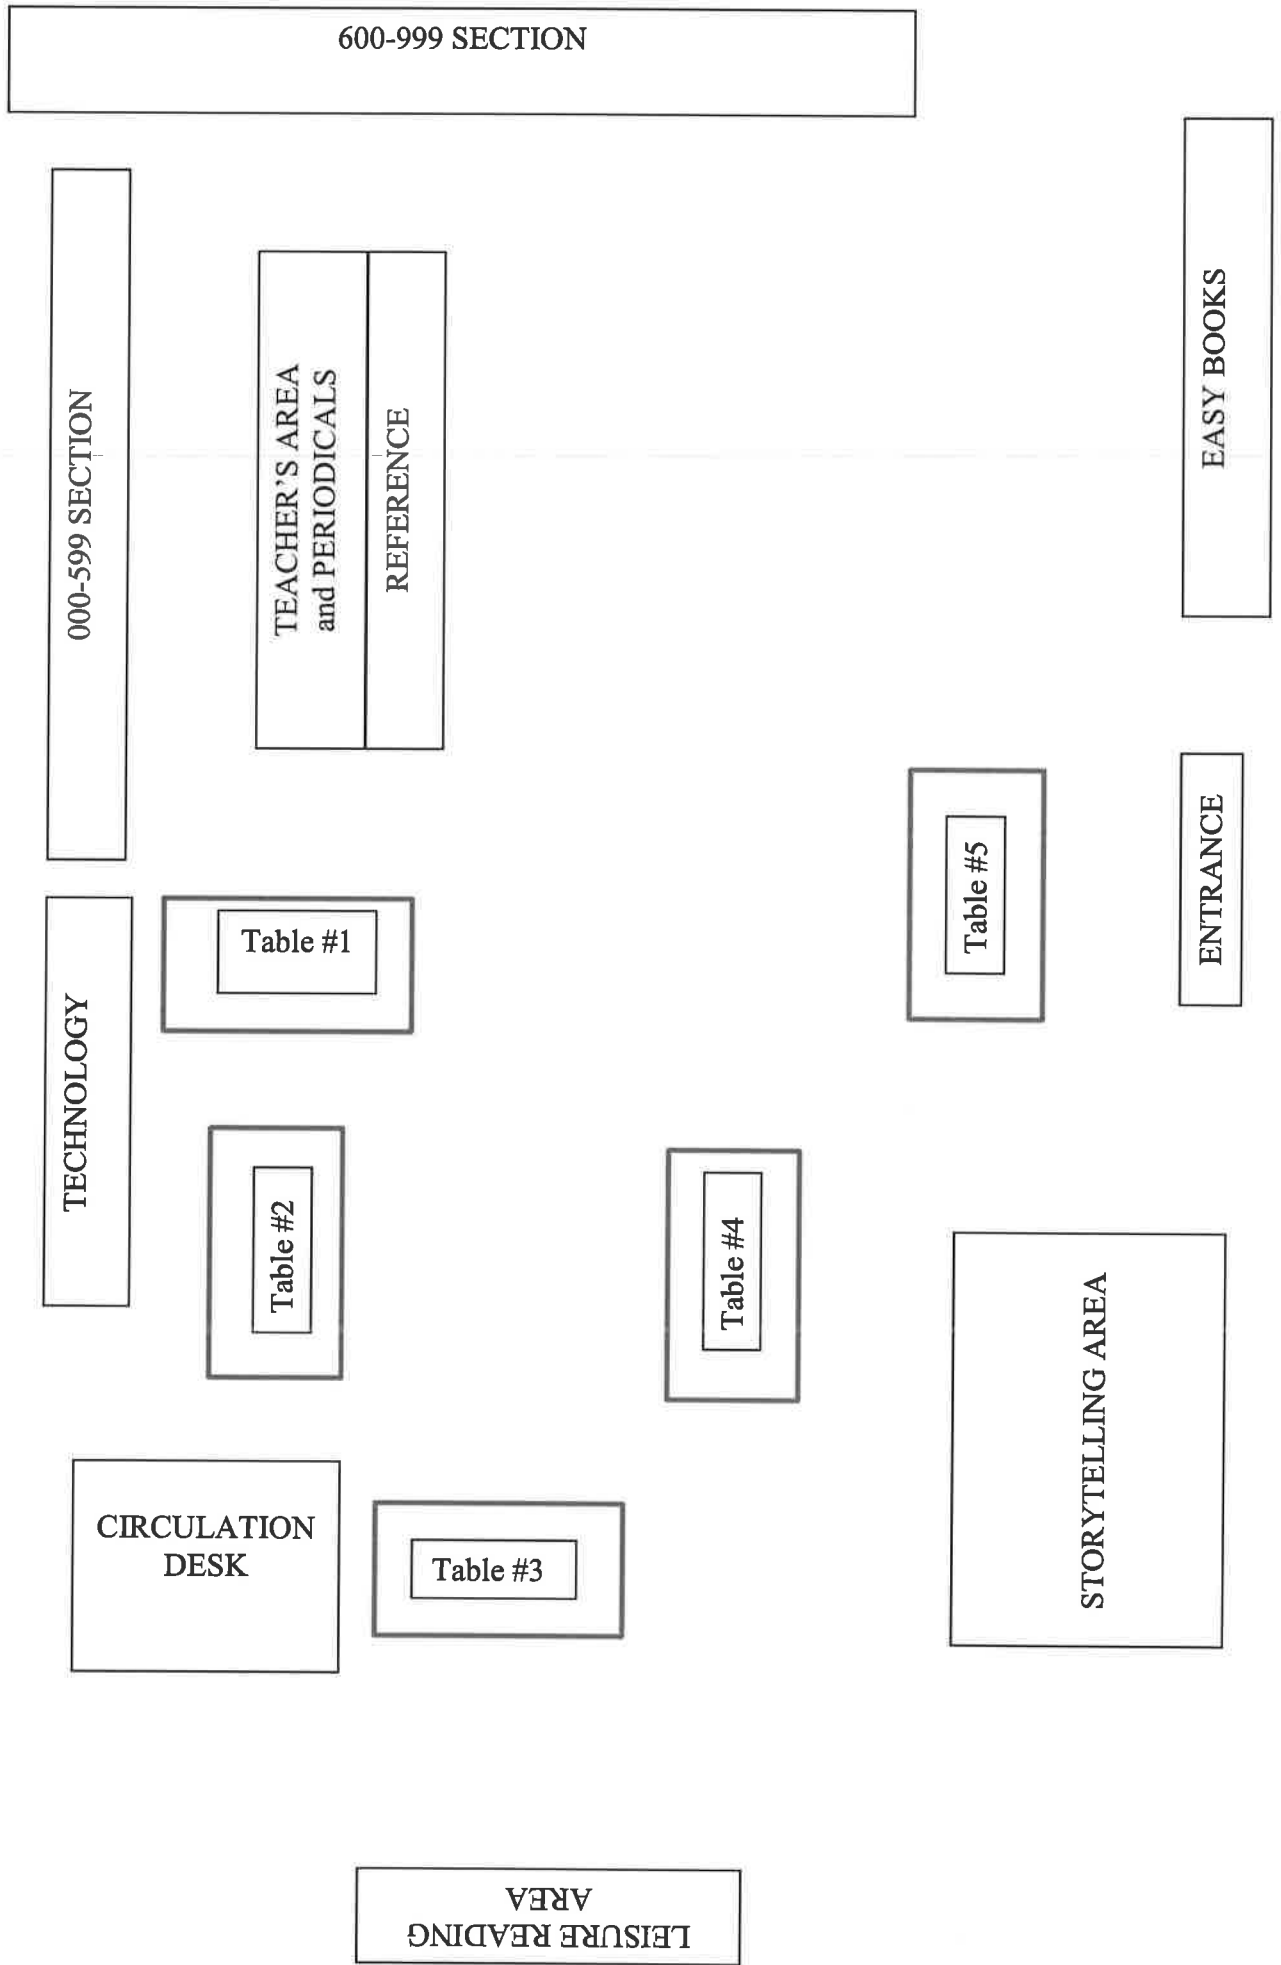 600-999 SECTION
000-599 SECTION
TEACHER'S AREA
and PERIODICALS
REFERENCE
EASY BOOKS
TECHNOLOGY
Table #1
Table #5
ENTRANCE
Table #2
Table #4
STORYTELLING AREA
CIRCULATION
DESK
Table #3
LEISURE READING
AREA